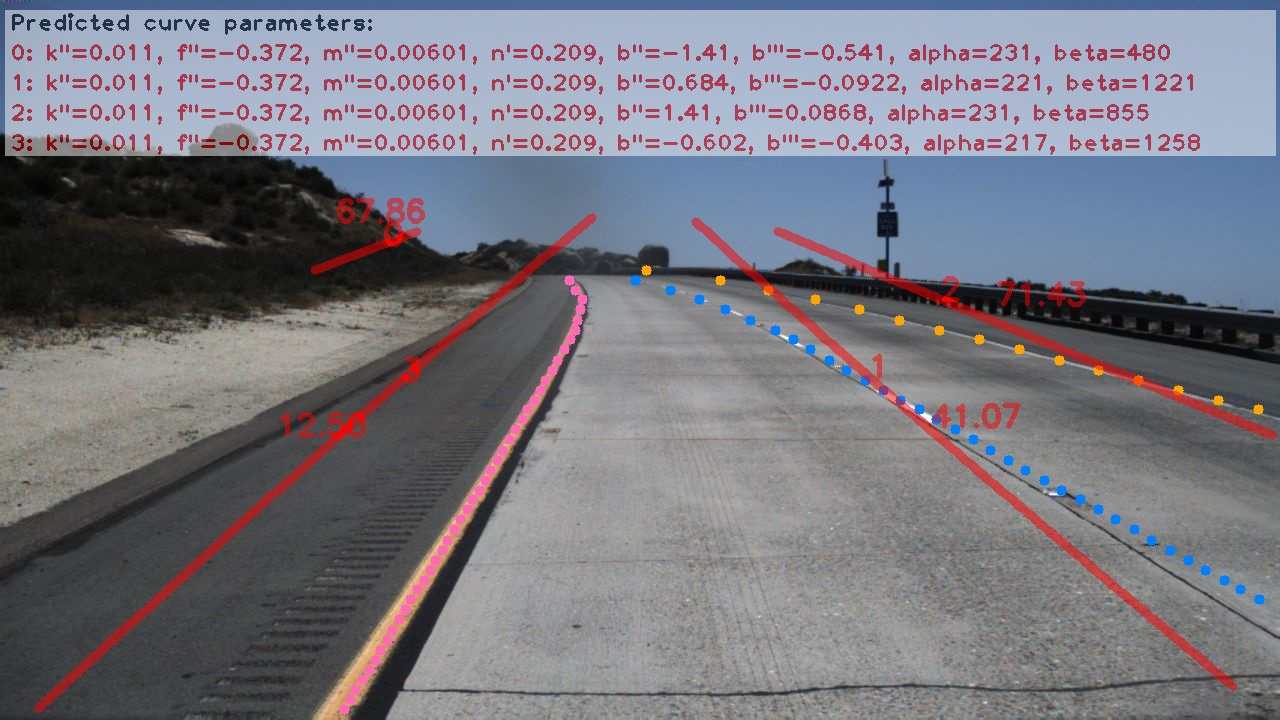 Predicted curve parameters:
0: k''=0.011, f''=−0.372, m''=0.00601, n'=0.209, b''=−1.41, b'''=−0.541, alpha=231, beta=480
1: k''=0.011, f''=−0.372, m''=0.00601, n'=0.209, b''=0.684, b'''=−0.0922, alpha=221, beta=1221
2: k''=0.011, f''=−0.372, m''=0.00601, n'=0.209, b''=1.41, b'''=0.0868, alpha=231, beta=855
3: k''=0.011, f''=−0.372, m''=0.00601, n'=0.209, b''=−0.602, b'''=−0.403, alpha=217, beta=1258
67.86
0
2 71.43
1
3
41.07
12.50